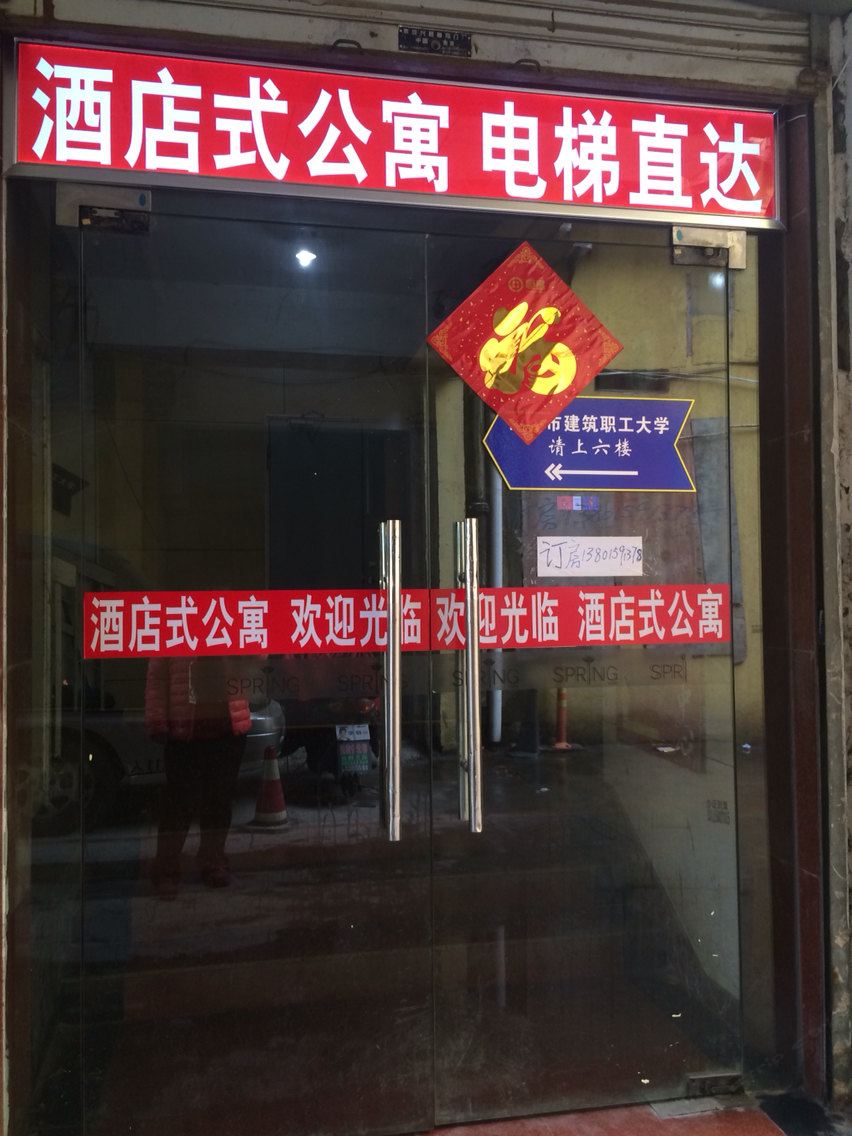 酒店式公寓 电梯直达
市建筑职工大学
请上六楼
订房13801591378
酒店式公寓 欢迎光临 欢迎光临 酒店式公寓
SPRING SPRING SPRING SPRING SPRI